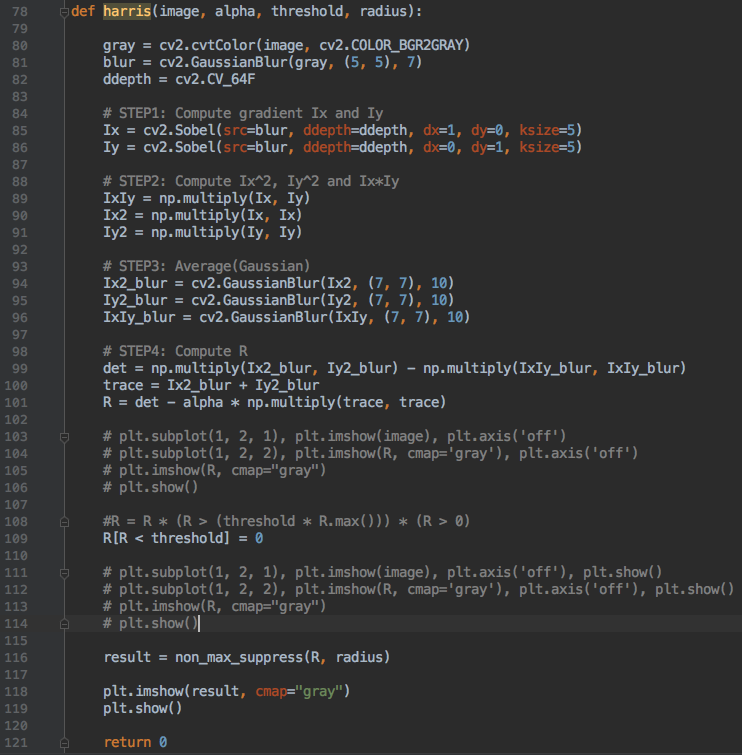 78 def harris(image, alpha, threshold, radius):
79
80     gray = cv2.cvtColor(image, cv2.COLOR_BGR2GRAY)
81     blur = cv2.GaussianBlur(gray, (5, 5), 7)
82     ddepth = cv2.CV_64F
83
84     # STEP1: Compute gradient Ix and Iy
85     Ix = cv2.Sobel(src=blur, ddepth=ddepth, dx=1, dy=0, ksize=5)
86     Iy = cv2.Sobel(src=blur, ddepth=ddepth, dx=0, dy=1, ksize=5)
87
88     # STEP2: Compute Ix^2, Iy^2 and Ix*Iy
89     IxIy = np.multiply(Ix, Iy)
90     Ix2 = np.multiply(Ix, Ix)
91     Iy2 = np.multiply(Iy, Iy)
92
93     # STEP3: Average(Gaussian)
94     Ix2_blur = cv2.GaussianBlur(Ix2, (7, 7), 10)
95     Iy2_blur = cv2.GaussianBlur(Iy2, (7, 7), 10)
96     IxIy_blur = cv2.GaussianBlur(IxIy, (7, 7), 10)
97
98     # STEP4: Compute R
99     det = np.multiply(Ix2_blur, Iy2_blur) - np.multiply(IxIy_blur, IxIy_blur)
100     trace = Ix2_blur + Iy2_blur
101     R = det - alpha * np.multiply(trace, trace)
102
103     # plt.subplot(1, 2, 1), plt.imshow(image), plt.axis('off')
104     # plt.subplot(1, 2, 2), plt.imshow(R, cmap='gray'), plt.axis('off')
105     # plt.imshow(R, cmap="gray")
106     # plt.show()
107
108     #R = R * (R > (threshold * R.max())) * (R > 0)
109     R[R < threshold] = 0
110
111     # plt.subplot(1, 2, 1), plt.imshow(image), plt.axis('off'), plt.show()
112     # plt.subplot(1, 2, 2), plt.imshow(R, cmap='gray'), plt.axis('off'), plt.show()
113     # plt.imshow(R, cmap="gray")
114     # plt.show()
115
116     result = non_max_suppress(R, radius)
117
118     plt.imshow(result, cmap="gray")
119     plt.show()
120
121     return 0